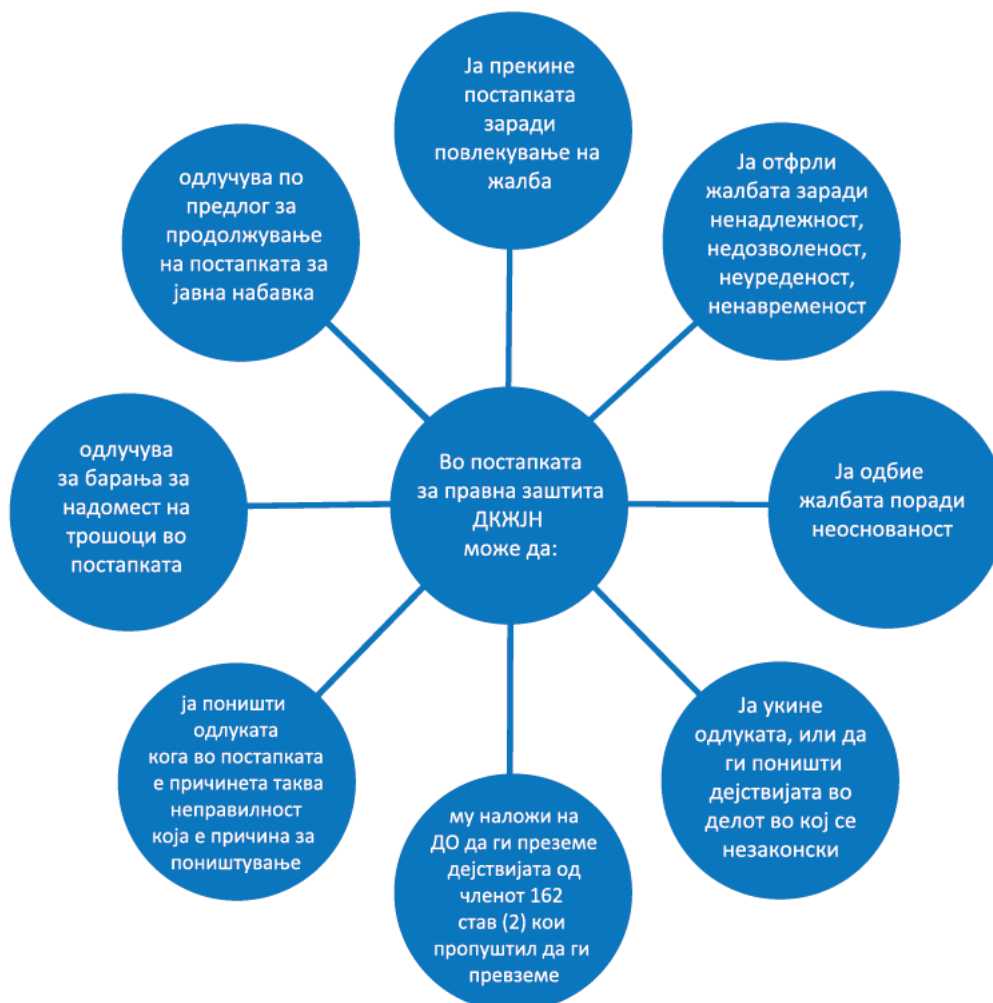 Ја прекине
постапката
заради
повлекување на
жалба
Ја отфрли
жалбата заради
ненадлежност,
недозволеност,
неуреденост,
ненавременост
Ја одбие
жалбата поради
неоснованост
Ја укине
одлуката, или да
ги поништи
дејствијата во
делот во кој се
незаконски
му наложи на
ДО да ги преземе
дејствијата од
членот 162
став (2) кои
пропуштил да ги
превземе
ја поништи
одлуката
кога во постапката
е причинета таква
неправилност
која е причина за
поништување
одлучува
за барања за
надомест на
трошоци во
постапката
одлучува по
предлог за
продолжување
на постапката за
јавна набавка
Во постапката
за правна заштита
ДКЖЈН
може да: